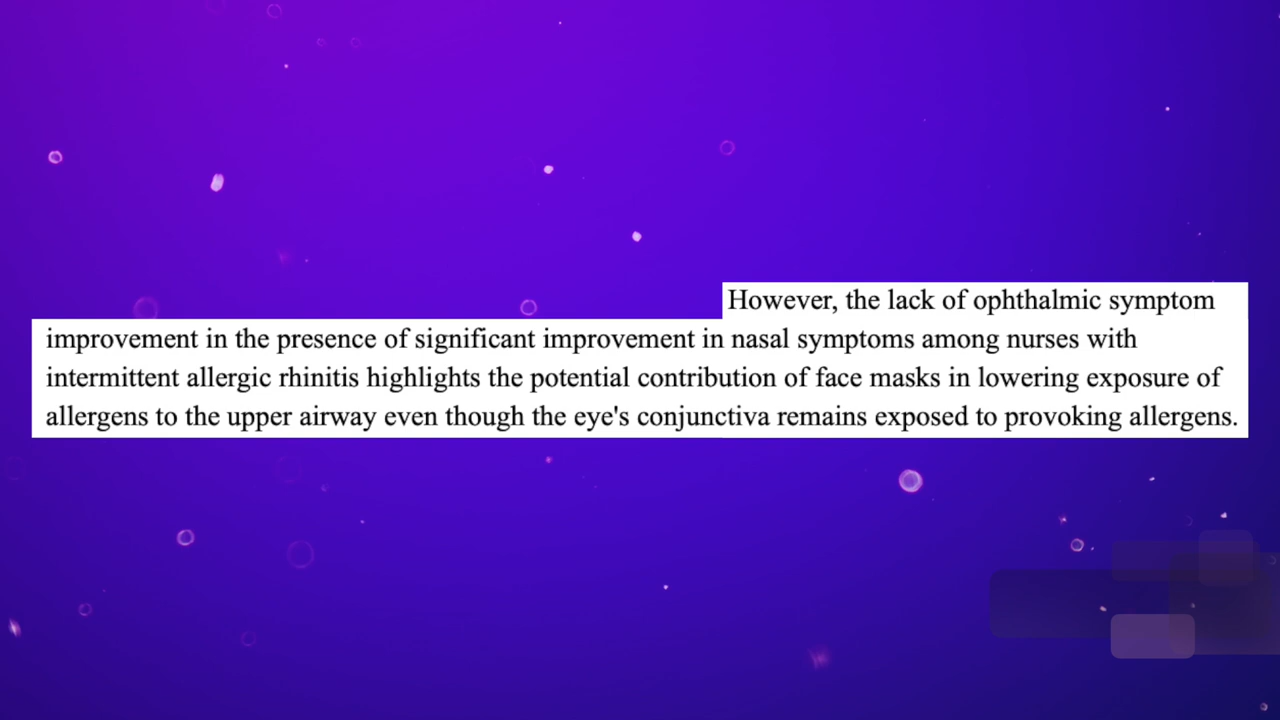 However, the lack of ophthalmic symptom
improvement in the presence of significant improvement in nasal symptoms among nurses with
intermittent allergic rhinitis highlights the potential contribution of face masks in lowering exposure of
allergens to the upper airway even though the eye's conjunctiva remains exposed to provoking allergens.